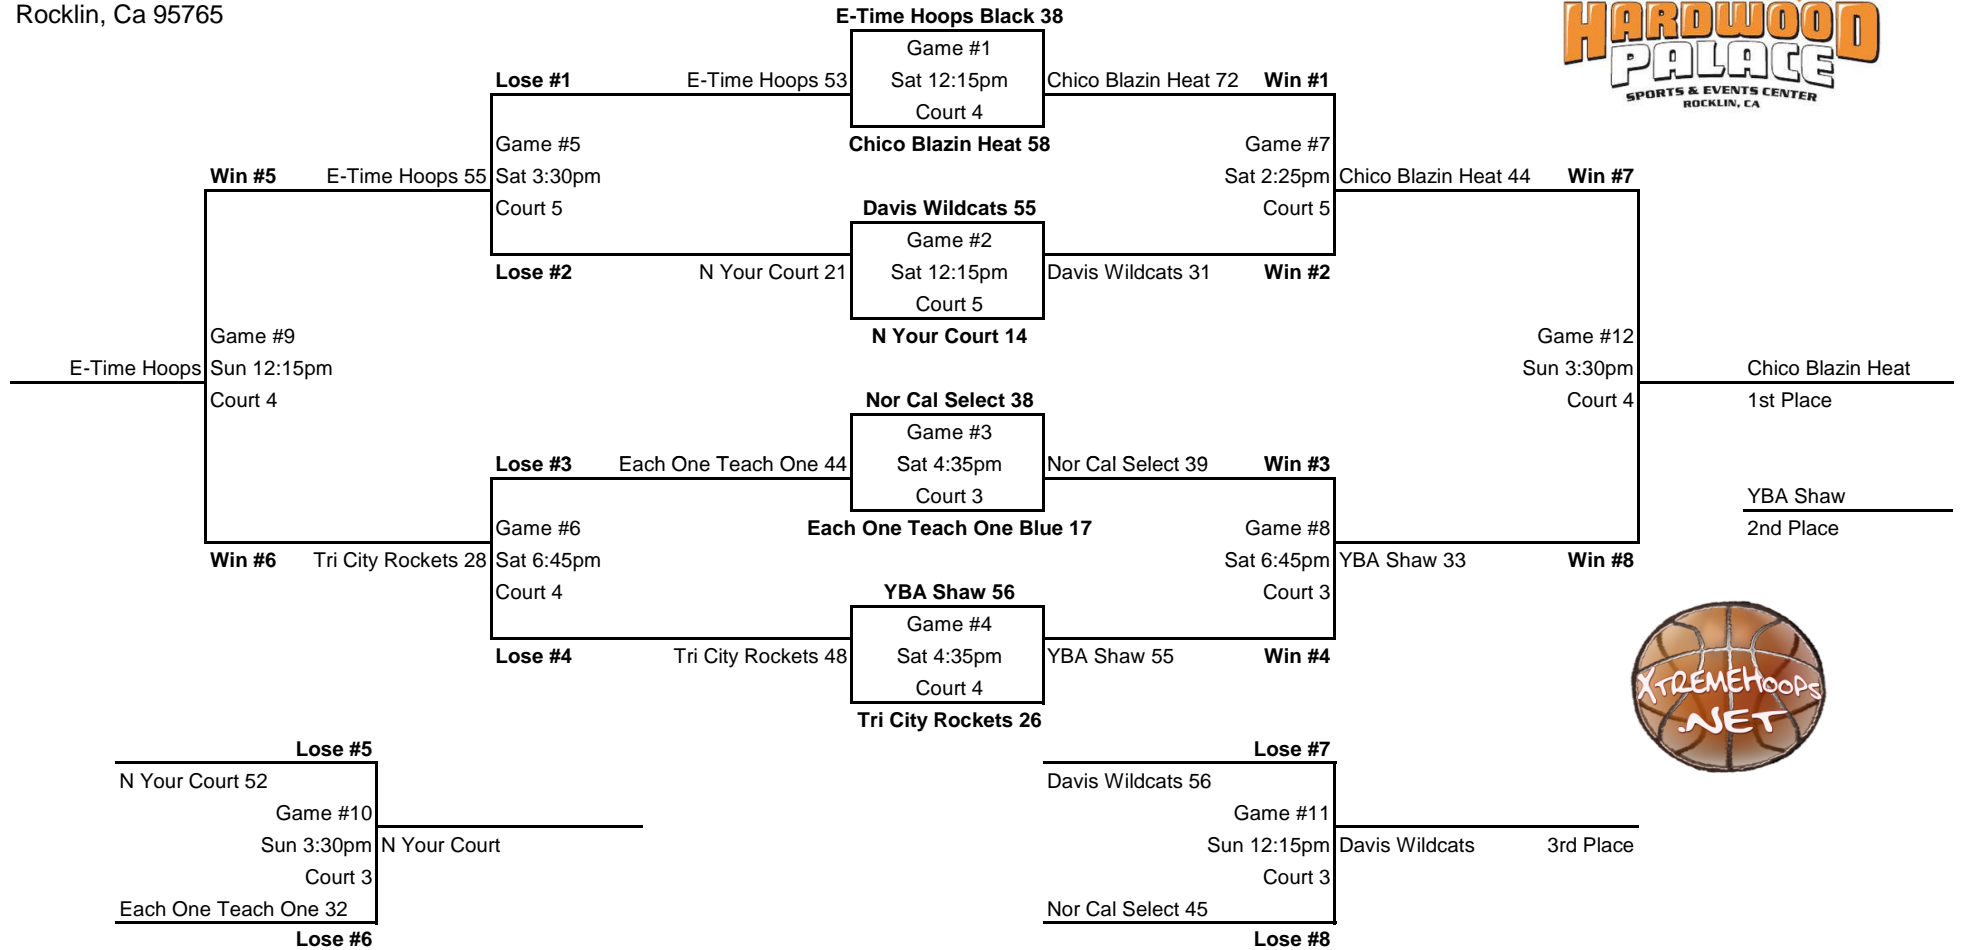 Rocklin, Ca 95765
HARDWOOD
PALACE
SPORTS & EVENTS CENTER
ROCKLIN, CA
E-Time Hoops Black 38
Game #1
Lose #1 E-Time Hoops 53 Sat 12:15pm Chico Blazin Heat 72 Win #1
Court 4
Game #5 Chico Blazin Heat 58 Game #7
Win #5 E-Time Hoops 55 Sat 3:30pm Sat 2:25pm Chico Blazin Heat 44 Win #7
Court 5 Davis Wildcats 55 Court 5
Game #2
Lose #2 N Your Court 21 Sat 12:15pm Davis Wildcats 31 Win #2
Court 5
Game #9 N Your Court 14 Game #12
E-Time Hoops Sun 12:15pm Sun 3:30pm Chico Blazin Heat
Court 4 Nor Cal Select 38 Court 4 1st Place
Game #3
Lose #3 Each One Teach One 44 Sat 4:35pm Nor Cal Select 39 Win #3
Court 3 YBA Shaw
Game #6 Each One Teach One Blue 17 Game #8 2nd Place
Win #6 Tri City Rockets 28 Sat 6:45pm Sat 6:45pm YBA Shaw 33 Win #8
Court 4 YBA Shaw 56 Court 3
Game #4
Lose #4 Tri City Rockets 48 Sat 4:35pm YBA Shaw 55 Win #4
Court 4
Tri City Rockets 26
XTREMEHOOPS
.NET
Lose #5 Lose #7
N Your Court 52 Davis Wildcats 56
Game #10 Game #11
Sun 3:30pm N Your Court Sun 12:15pm Davis Wildcats 3rd Place
Court 3 Court 3
Each One Teach One 32 Nor Cal Select 45
Lose #6 Lose #8